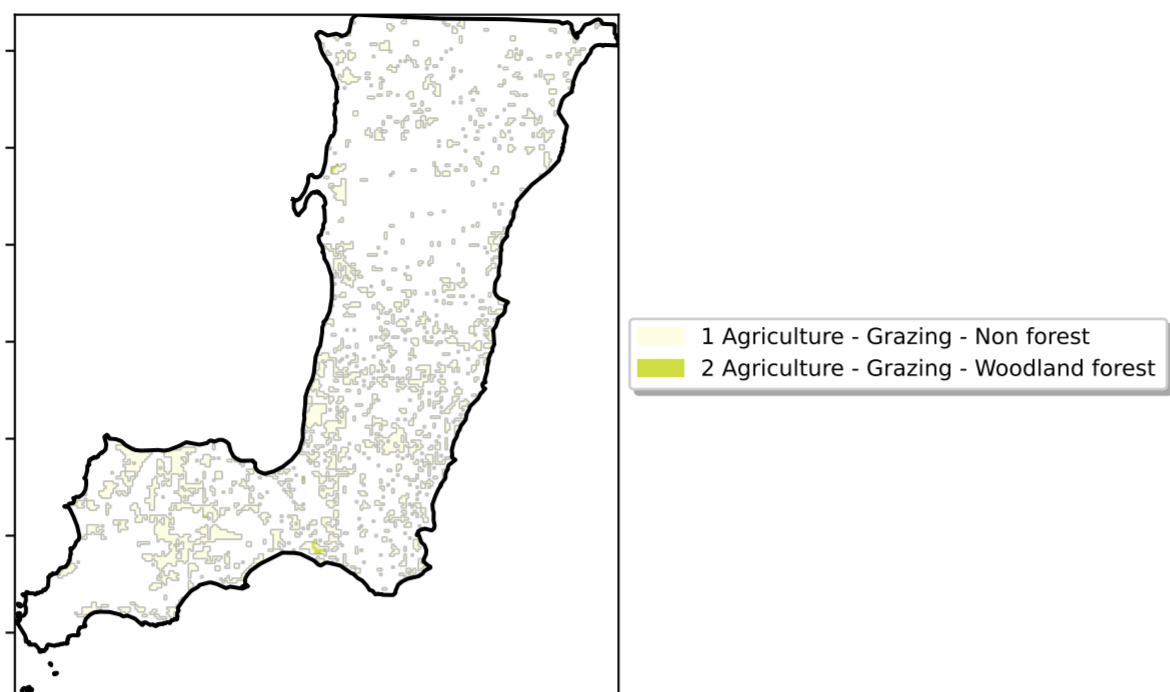 1 Agriculture - Grazing - Non forest
2 Agriculture - Grazing - Woodland forest